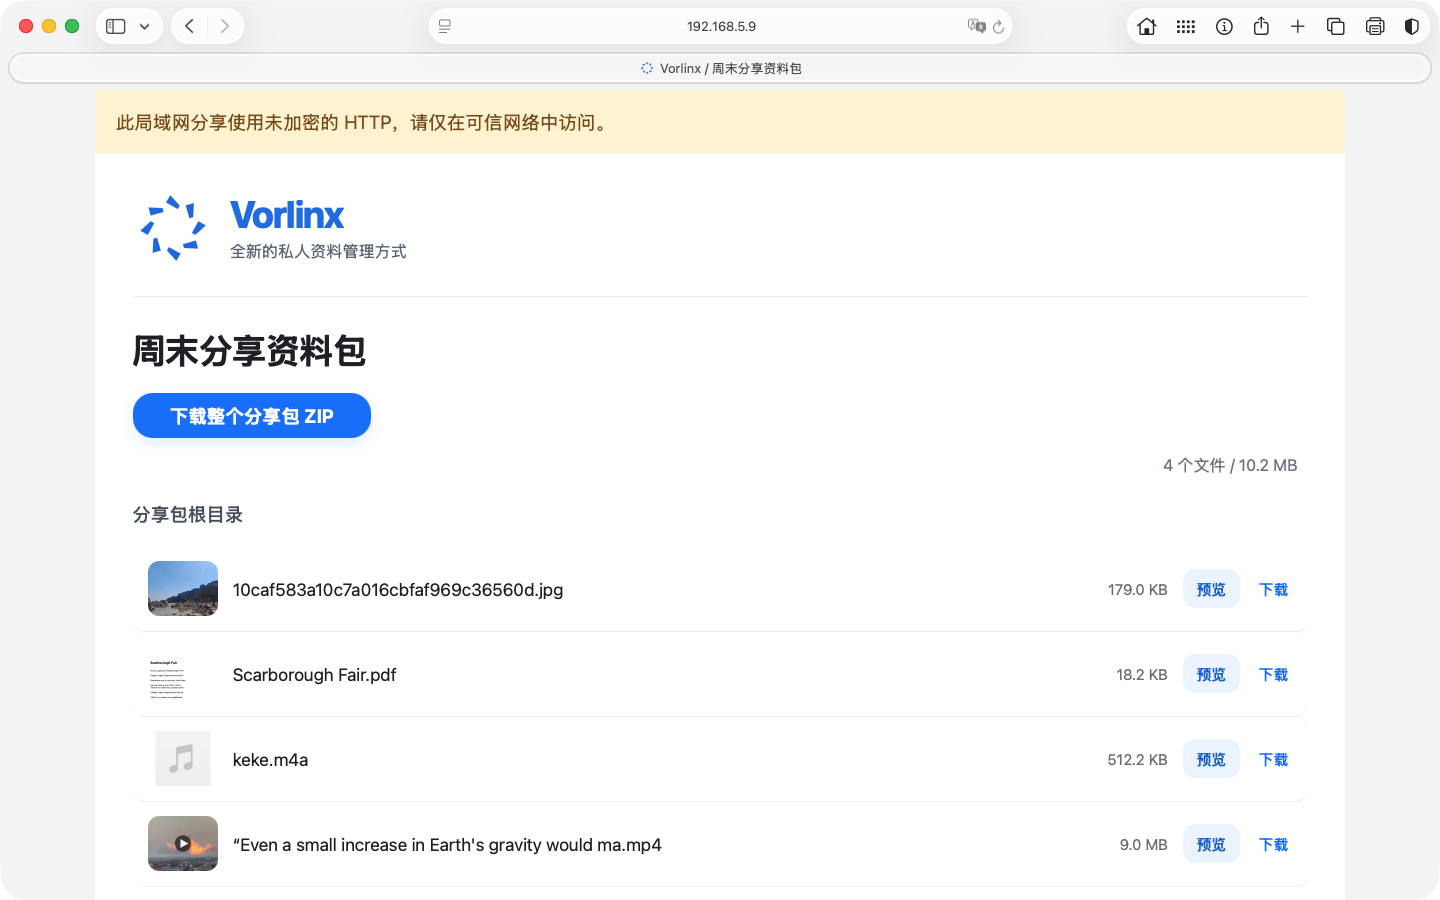 192.168.5.9
Vorlinx / 周末分享资料包
此局域网分享使用未加密的 HTTP，请仅在可信网络中访问。
Vorlinx
全新的私人资料管理方式
周末分享资料包
下载整个分享包 ZIP
4 个文件 / 10.2 MB
分享包根目录
10caf583a10c7a016cbfaf969c36560d.jpg 179.0 KB 预览 下载
Scarborough Fair
Scarborough Fair.pdf 18.2 KB 预览 下载
keke.m4a 512.2 KB 预览 下载
“Even a small increase in Earth's gravity would ma.mp4 9.0 MB 预览 下载